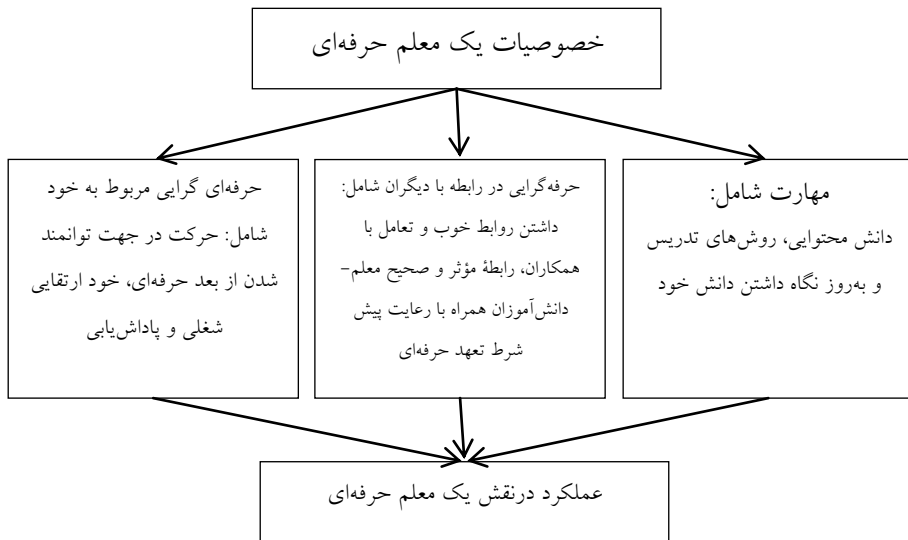 خصوصیات یک معلم حرفه‌ای
مهارت شامل:
دانش محتوایی، روش‌های تدریس
و به‌روز نگاه داشتن دانش خود
حرفه‌گرایی در رابطه با دیگران شامل:
داشتن روابط خوب و تعامل با
همکاران، رابطهٔ مؤثر و صحیح معلم-
دانش‌آموزان همراه با رعایت پیش
شرط تعهد حرفه‌ای
حرفه‌ای گرایی مربوط به خود
شامل: حرکت در جهت توانمند
شدن از بعد حرفه‌ای، خود ارتقایی
شغلی و پاداش‌یابی
عملکرد درنقش یک معلم حرفه‌ای